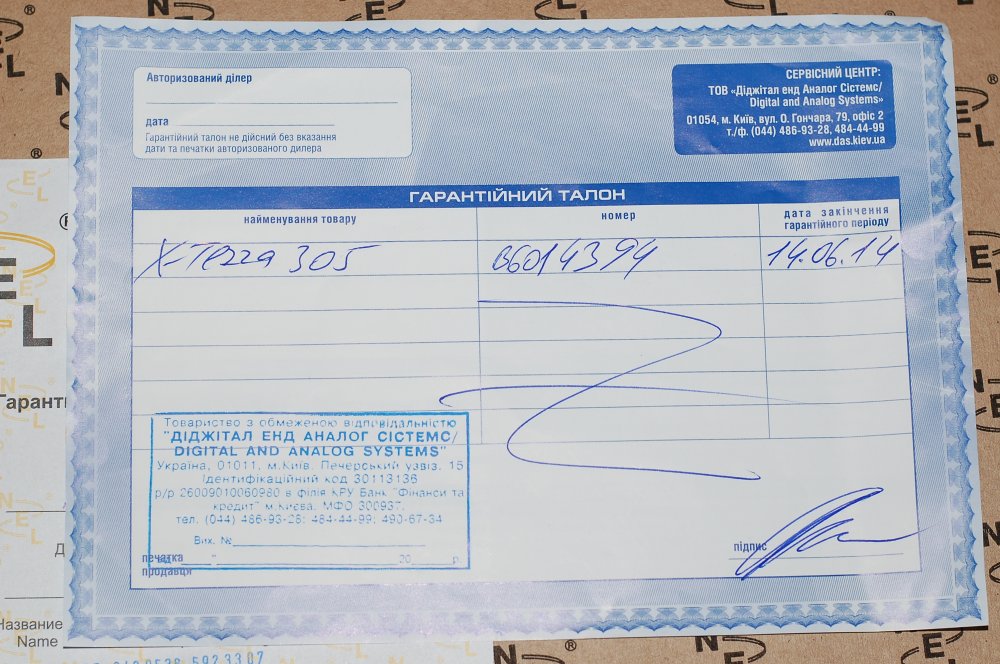 Авторизований ділер
дата
Гарантійний талон не дійсний без вказання
дати та печатки авторизованого дилера
СЕРВІСНИЙ ЦЕНТР:
ТОВ «Діджітал енд Аналог Сістемс/
Digital and Analog Systems»
01054, м. Київ, вул. О. Гончара, 79, офіс 2
т./ф. (044) 486-93-28, 484-44-99
www.das.kiev.ua
ГАРАНТІЙНИЙ ТАЛОН
найменування товару
номер
дата закінчення
гарантійного періоду
X-Terra 305
06014394
14.06.14
Товариство з обмеженою відповідальністю
"ДІДЖІТАЛ ЕНД АНАЛОГ СІСТЕМС/
DIGITAL AND ANALOG SYSTEMS"
Україна, 01011, м.Київ, Печерський узвіз, 15
Ідентифікаційний код 30113136
р/р 26009010060980 в Філія КРУ Банк "Фінанси та
кредит" м.Києва, МФО 300937,
тел. (044) 486-93-28; 484-44-99; 490-67-34
Вих. №
20 р.
печатка
продавця
підпис
Гаранті
Название
Name
NEL